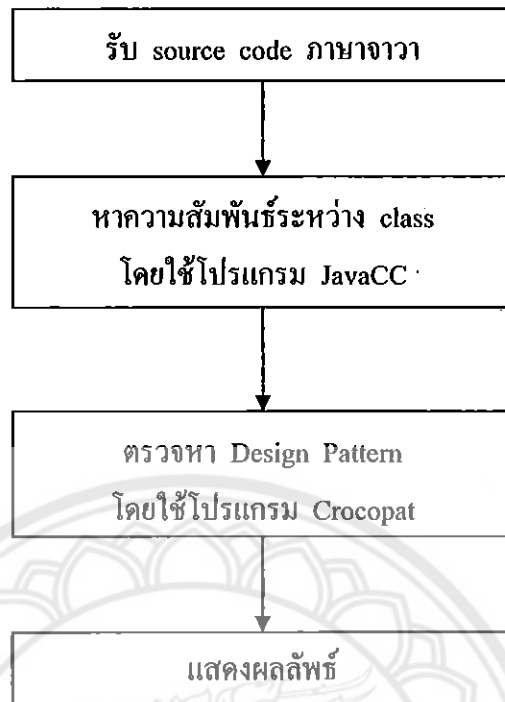 รับ source code ภาษาจาวา
หาความสัมพันธ์ระหว่าง class
โดยใช้โปรแกรม JavaCC
ตรวจหา Design Pattern
โดยใช้โปรแกรม Crocopat
แสดงผลลัพธ์